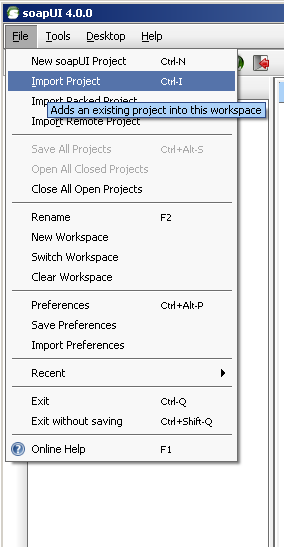 soapUI 4.0.0
File Tools Desktop Help
New soapUI Project Ctrl-N
Import Project Ctrl-I
Import Packed Project
Adds an existing project into this workspace
Import Remote Project
Save All Projects Ctrl+Alt-S
Open All Closed Projects
Close All Open Projects
Rename F2
New Workspace
Switch Workspace
Clear Workspace
Preferences Ctrl+Alt-P
Save Preferences
Import Preferences
Recent
Exit Ctrl-Q
Exit without saving Ctrl+Shift-Q
Online Help F1